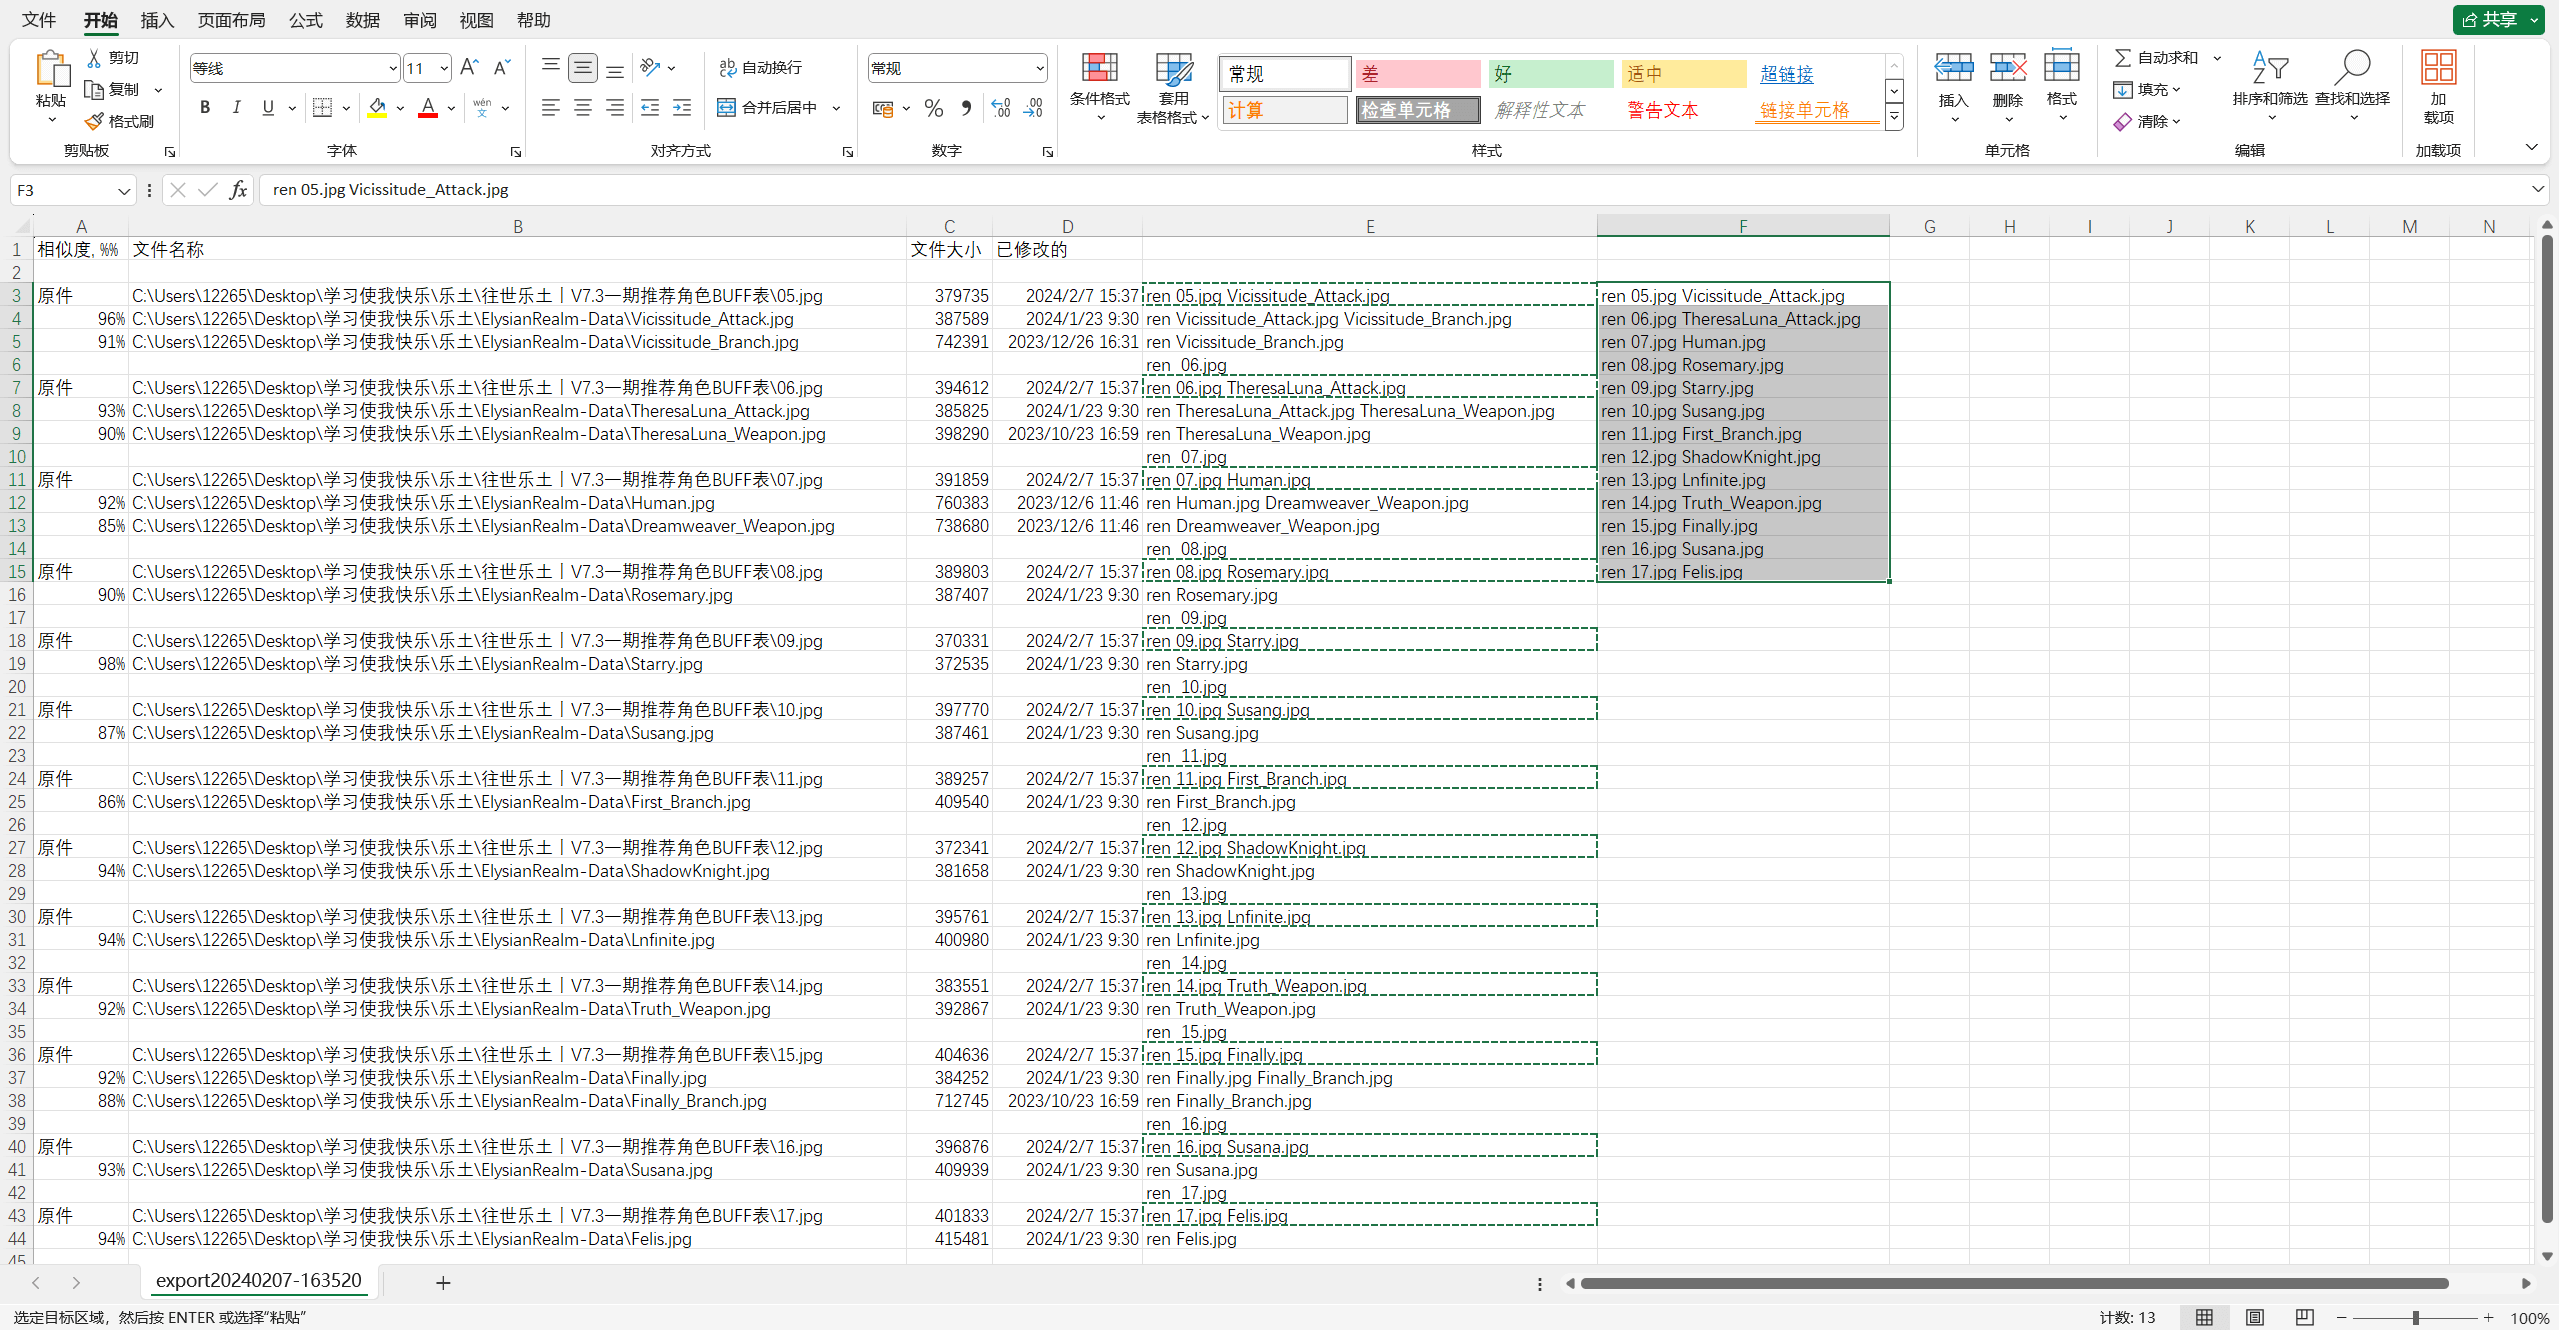 文件 开始 插入 页面布局 公式 数据 审阅 视图 帮助 共享
粘贴 剪切 复制 格式刷 剪贴板
等线 11 A A B I U A wén 文 字体
ab 自动换行 合并后居中 对齐方式
常规 % 数字
条件格式 套用 表格格式
常规 差 好 适中 超链接
计算 检查单元格 解释性文本 警告文本 链接单元格
样式
插入 删除 格式 单元格
自动求和 填充 清除 排序和筛选 查找和选择 编辑
加 载项 加载项
F3 fx ren 05.jpg Vicissitude_Attack.jpg
A B C D E F G H I J K L M N
1 相似度, %% 文件名称 文件大小 已修改的
2
3 原件 C:\Users\12265\Desktop\学习使我快乐\乐土\往世乐土丨V7.3一期推荐角色BUFF表\05.jpg 379735 2024/2/7 15:37 ren 05.jpg Vicissitude_Attack.jpg ren 05.jpg Vicissitude_Attack.jpg
4 96% C:\Users\12265\Desktop\学习使我快乐\乐土\ElysianRealm-Data\Vicissitude_Attack.jpg 387589 2024/1/23 9:30 ren Vicissitude_Attack.jpg Vicissitude_Branch.jpg ren 06.jpg TheresaLuna_Attack.jpg
5 91% C:\Users\12265\Desktop\学习使我快乐\乐土\ElysianRealm-Data\Vicissitude_Branch.jpg 742391 2023/12/26 16:31 ren Vicissitude_Branch.jpg ren 07.jpg Human.jpg
6 ren  06.jpg ren 08.jpg Rosemary.jpg
7 原件 C:\Users\12265\Desktop\学习使我快乐\乐土\往世乐土丨V7.3一期推荐角色BUFF表\06.jpg 394612 2024/2/7 15:37 ren 06.jpg TheresaLuna_Attack.jpg ren 09.jpg Starry.jpg
8 93% C:\Users\12265\Desktop\学习使我快乐\乐土\ElysianRealm-Data\TheresaLuna_Attack.jpg 385825 2024/1/23 9:30 ren TheresaLuna_Attack.jpg TheresaLuna_Weapon.jpg ren 10.jpg Susang.jpg
9 90% C:\Users\12265\Desktop\学习使我快乐\乐土\ElysianRealm-Data\TheresaLuna_Weapon.jpg 398290 2023/10/23 16:59 ren TheresaLuna_Weapon.jpg ren 11.jpg First_Branch.jpg
10 ren  07.jpg ren 12.jpg ShadowKnight.jpg
11 原件 C:\Users\12265\Desktop\学习使我快乐\乐土\往世乐土丨V7.3一期推荐角色BUFF表\07.jpg 391859 2024/2/7 15:37 ren 07.jpg Human.jpg ren 13.jpg Lnfinite.jpg
12 92% C:\Users\12265\Desktop\学习使我快乐\乐土\ElysianRealm-Data\Human.jpg 760383 2023/12/6 11:46 ren Human.jpg Dreamweaver_Weapon.jpg ren 14.jpg Truth_Weapon.jpg
13 85% C:\Users\12265\Desktop\学习使我快乐\乐土\ElysianRealm-Data\Dreamweaver_Weapon.jpg 738680 2023/12/6 11:46 ren Dreamweaver_Weapon.jpg ren 15.jpg Finally.jpg
14 ren  08.jpg ren 16.jpg Susana.jpg
15 原件 C:\Users\12265\Desktop\学习使我快乐\乐土\往世乐土丨V7.3一期推荐角色BUFF表\08.jpg 389803 2024/2/7 15:37 ren 08.jpg Rosemary.jpg ren 17.jpg Felis.jpg
16 90% C:\Users\12265\Desktop\学习使我快乐\乐土\ElysianRealm-Data\Rosemary.jpg 387407 2024/1/23 9:30 ren Rosemary.jpg
17 ren  09.jpg
18 原件 C:\Users\12265\Desktop\学习使我快乐\乐土\往世乐土丨V7.3一期推荐角色BUFF表\09.jpg 370331 2024/2/7 15:37 ren 09.jpg Starry.jpg
19 98% C:\Users\12265\Desktop\学习使我快乐\乐土\ElysianRealm-Data\Starry.jpg 372535 2024/1/23 9:30 ren Starry.jpg
20 ren  10.jpg
21 原件 C:\Users\12265\Desktop\学习使我快乐\乐土\往世乐土丨V7.3一期推荐角色BUFF表\10.jpg 397770 2024/2/7 15:37 ren 10.jpg Susang.jpg
22 87% C:\Users\12265\Desktop\学习使我快乐\乐土\ElysianRealm-Data\Susang.jpg 387461 2024/1/23 9:30 ren Susang.jpg
23 ren  11.jpg
24 原件 C:\Users\12265\Desktop\学习使我快乐\乐土\往世乐土丨V7.3一期推荐角色BUFF表\11.jpg 389257 2024/2/7 15:37 ren 11.jpg First_Branch.jpg
25 86% C:\Users\12265\Desktop\学习使我快乐\乐土\ElysianRealm-Data\First_Branch.jpg 409540 2024/1/23 9:30 ren First_Branch.jpg
26 ren  12.jpg
27 原件 C:\Users\12265\Desktop\学习使我快乐\乐土\往世乐土丨V7.3一期推荐角色BUFF表\12.jpg 372341 2024/2/7 15:37 ren 12.jpg ShadowKnight.jpg
28 94% C:\Users\12265\Desktop\学习使我快乐\乐土\ElysianRealm-Data\ShadowKnight.jpg 381658 2024/1/23 9:30 ren ShadowKnight.jpg
29 ren  13.jpg
30 原件 C:\Users\12265\Desktop\学习使我快乐\乐土\往世乐土丨V7.3一期推荐角色BUFF表\13.jpg 395761 2024/2/7 15:37 ren 13.jpg Lnfinite.jpg
31 94% C:\Users\12265\Desktop\学习使我快乐\乐土\ElysianRealm-Data\Lnfinite.jpg 400980 2024/1/23 9:30 ren Lnfinite.jpg
32 ren  14.jpg
33 原件 C:\Users\12265\Desktop\学习使我快乐\乐土\往世乐土丨V7.3一期推荐角色BUFF表\14.jpg 383551 2024/2/7 15:37 ren 14.jpg Truth_Weapon.jpg
34 92% C:\Users\12265\Desktop\学习使我快乐\乐土\ElysianRealm-Data\Truth_Weapon.jpg 392867 2024/1/23 9:30 ren Truth_Weapon.jpg
35 ren  15.jpg
36 原件 C:\Users\12265\Desktop\学习使我快乐\乐土\往世乐土丨V7.3一期推荐角色BUFF表\15.jpg 404636 2024/2/7 15:37 ren 15.jpg Finally.jpg
37 92% C:\Users\12265\Desktop\学习使我快乐\乐土\ElysianRealm-Data\Finally.jpg 384252 2024/1/23 9:30 ren Finally.jpg Finally_Branch.jpg
38 88% C:\Users\12265\Desktop\学习使我快乐\乐土\ElysianRealm-Data\Finally_Branch.jpg 712745 2023/10/23 16:59 ren Finally_Branch.jpg
39 ren  16.jpg
40 原件 C:\Users\12265\Desktop\学习使我快乐\乐土\往世乐土丨V7.3一期推荐角色BUFF表\16.jpg 396876 2024/2/7 15:37 ren 16.jpg Susana.jpg
41 93% C:\Users\12265\Desktop\学习使我快乐\乐土\ElysianRealm-Data\Susana.jpg 409939 2024/1/23 9:30 ren Susana.jpg
42 ren  17.jpg
43 原件 C:\Users\12265\Desktop\学习使我快乐\乐土\往世乐土丨V7.3一期推荐角色BUFF表\17.jpg 401833 2024/2/7 15:37 ren 17.jpg Felis.jpg
44 94% C:\Users\12265\Desktop\学习使我快乐\乐土\ElysianRealm-Data\Felis.jpg 415481 2024/1/23 9:30 ren Felis.jpg
45
export20240207-163520
选定目标区域，然后按 ENTER 或选择“粘贴” 计数: 13 100%